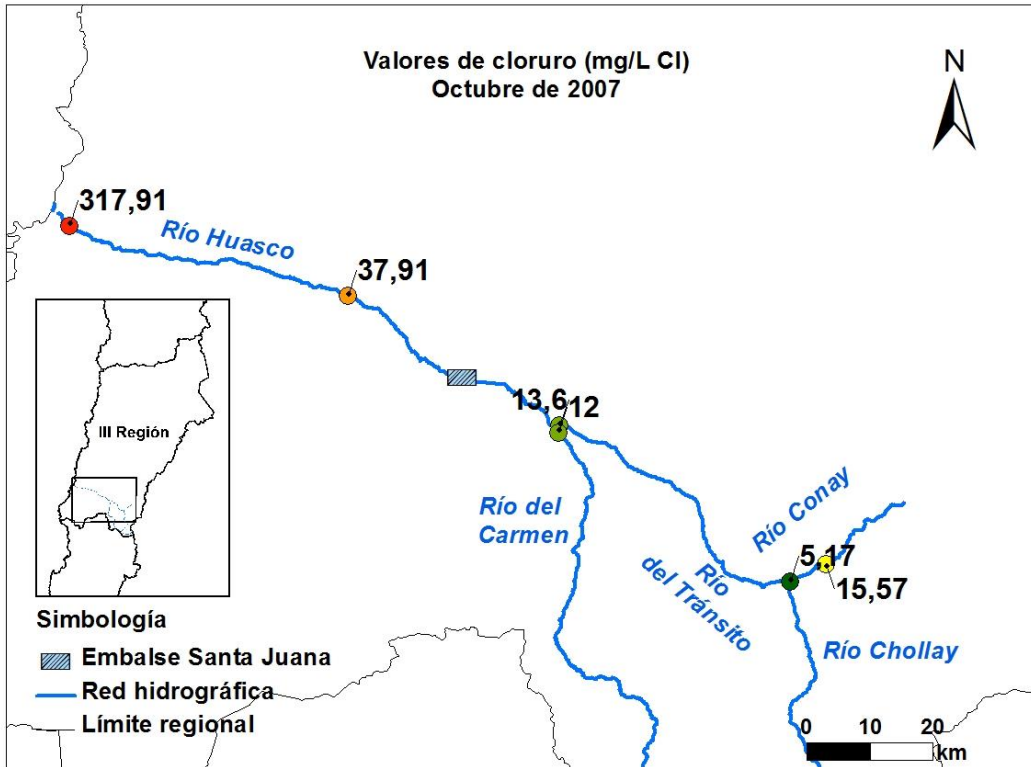 Valores de cloruro (mg/L Cl)
Octubre de 2007
N
317,91
Río Huasco
37,91
13,6
12
III Región
Río del
Carmen
Río Conay
Río
del Tránsito
5,17
15,57
Río Chollay
Simbología
Embalse Santa Juana
Red hidrográfica
Límite regional
0 10 20
km